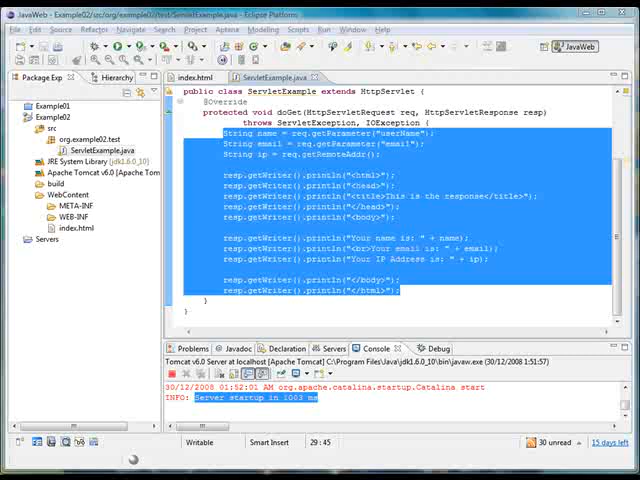 JavaWeb - Example02/src/org/example02/test/ServletExample.java - Eclipse Platform
File Edit Source Refactor Navigate Search Project Run Window Help
JavaWeb
Package Exp Hierarchy
Example01
Example02
src
org.example02.test
ServletExample.java
JRE System Library [jdk1.6.0_10]
Apache Tomcat v6.0 [Apache Tom
build
WebContent
META-INF
WEB-INF
index.html
Servers
index.html ServletExample.java
public class ServletExample extends HttpServlet {
@Override
protected void doGet(HttpServletRequest req, HttpServletResponse resp)
throws ServletException, IOException {
String name = req.getParameter("userName");
String email = req.getParameter("email");
String ip = req.getRemoteAddr();
resp.getWriter().println("<html>");
resp.getWriter().println("<head>");
resp.getWriter().println("<title>This is the response</title>");
resp.getWriter().println("</head>");
resp.getWriter().println("<body>");
resp.getWriter().println("Your name is: " + name);
resp.getWriter().println("<br>Your email is: " + email);
resp.getWriter().println("Your IP Address is: " + ip);
resp.getWriter().println("</body>");
resp.getWriter().println("</html>");
}
}
Problems Javadoc Declaration Servers Console Debug
Tomcat v6.0 Server at localhost [Apache Tomcat] C:\Program Files\Java\jdk1.6.0_10\bin\javaw.exe (30/12/2008 1:51:57)
30/12/2008 01:52:01 AM org.apache.catalina.startup.Catalina start
INFO: Server startup in 1003 ms
Writable Smart Insert 29 : 45 30 unread 15 days left